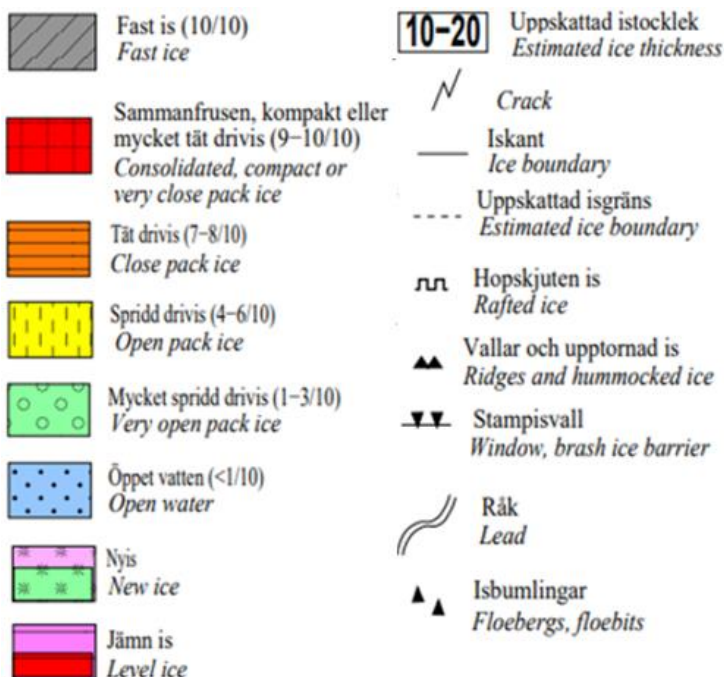 Fast is (10/10)
Fast ice
Sammanfrusen, kompakt eller
mycket tät drivis (9−10/10)
Consolidated, compact or
very close pack ice
Tät drivis (7−8/10)
Close pack ice
Spridd drivis (4−6/10)
Open pack ice
Mycket spridd drivis (1−3/10)
Very open pack ice
Öppet vatten (<1/10)
Open water
Nyis
New ice
Jämn is
Level ice
10−20
Uppskattad istocklek
Estimated ice thickness
Crack
Iskant
Ice boundary
Uppskattad isgräns
Estimated ice boundary
Hopskjuten is
Rafted ice
Vallar och upptornad is
Ridges and hummocked ice
Stampisvall
Window, brash ice barrier
Råk
Lead
Isbumlingar
Floebergs, floebits